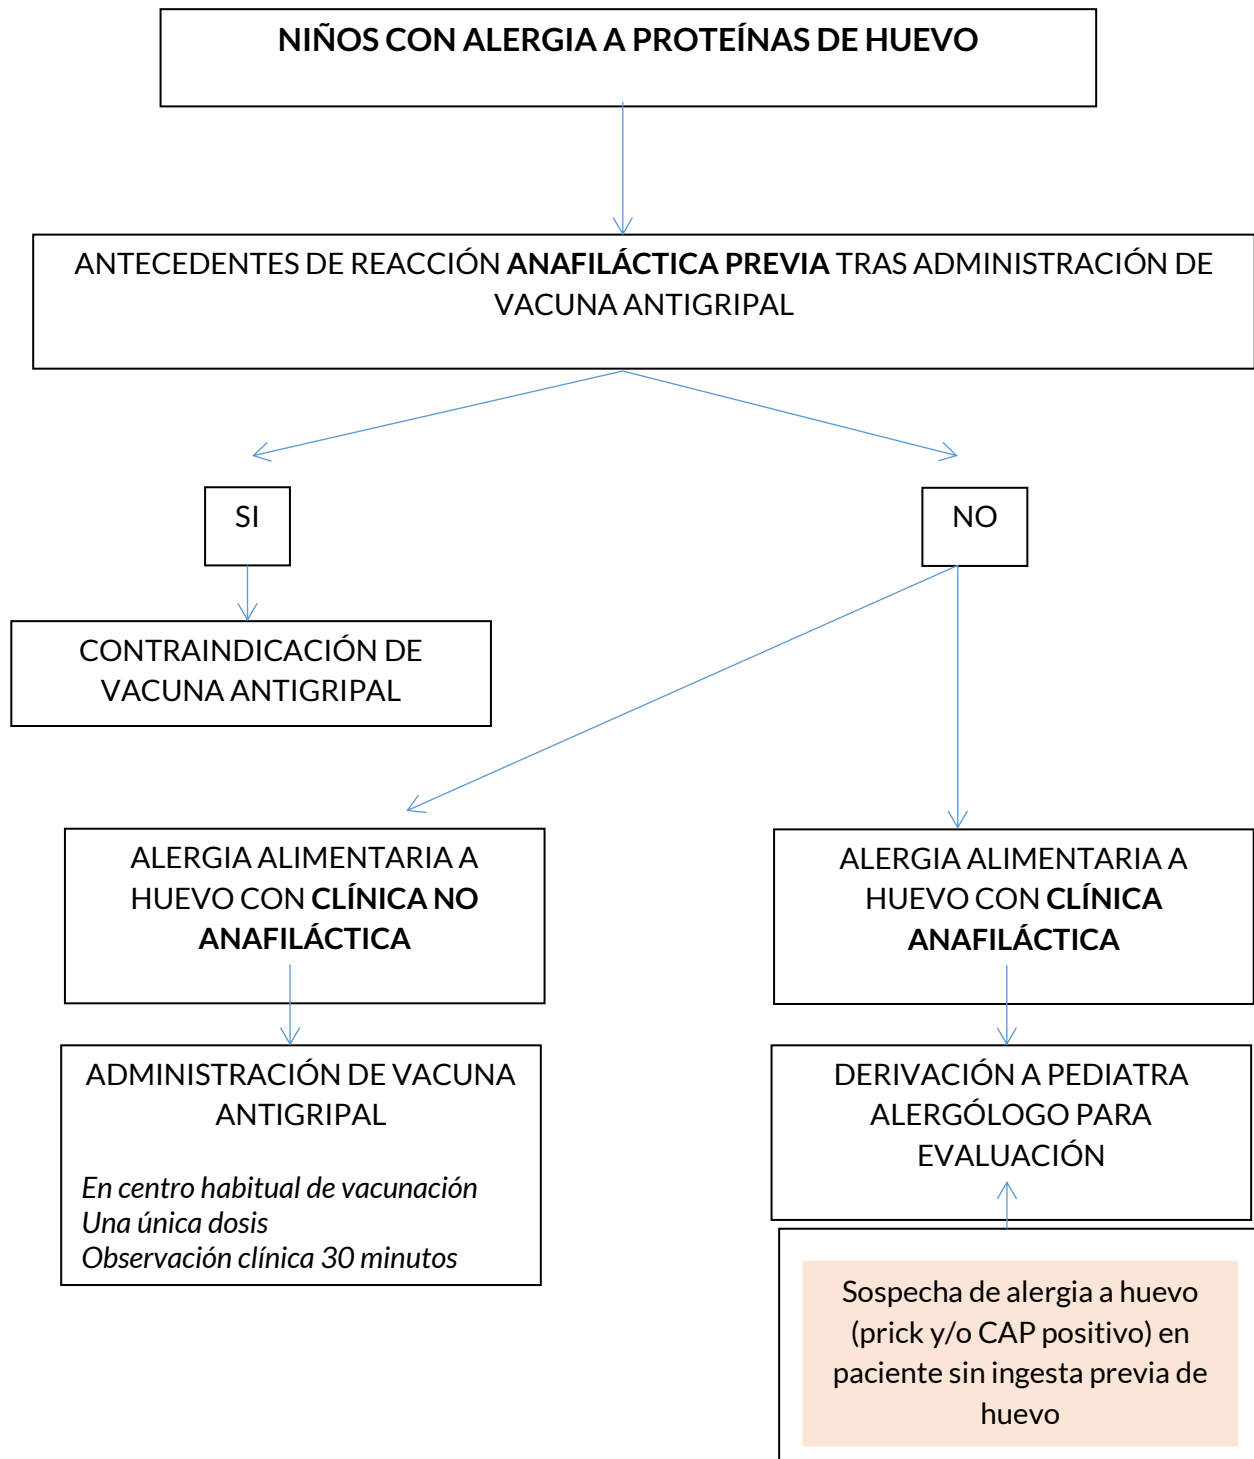 NIÑOS CON ALERGIA A PROTEÍNAS DE HUEVO
ANTECEDENTES DE REACCIÓN ANAFILÁCTICA PREVIA TRAS ADMINISTRACIÓN DE
VACUNA ANTIGRIPAL
SI
NO
CONTRAINDICACIÓN DE
VACUNA ANTIGRIPAL
ALERGIA ALIMENTARIA A
HUEVO CON CLÍNICA NO
ANAFILÁCTICA
ALERGIA ALIMENTARIA A
HUEVO CON CLÍNICA
ANAFILÁCTICA
ADMINISTRACIÓN DE VACUNA
ANTIGRIPAL
En centro habitual de vacunación
Una única dosis
Observación clínica 30 minutos
DERIVACIÓN A PEDIATRA
ALERGÓLOGO PARA
EVALUACIÓN
Sospecha de alergia a huevo
(prick y/o CAP positivo) en
paciente sin ingesta previa de
huevo